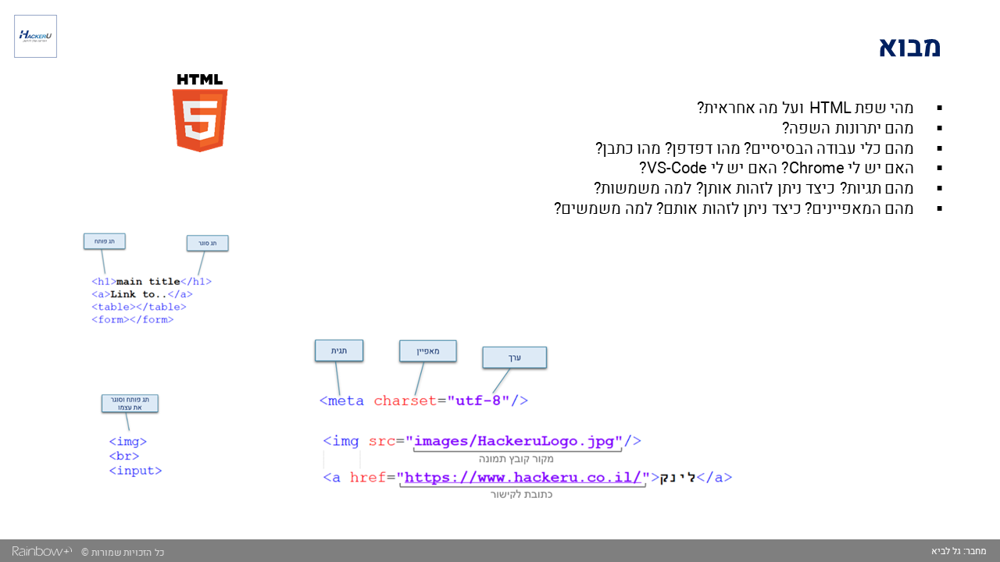 HACKERU
מבוא
HTML
5
מהי שפת HTML ועל מה אחראית?
מהם יתרונות השפה?
מהם כלי עבודה הבסיסיים? מהו דפדפן? מהו כתבן?
האם יש לי Chrome? האם יש לי VS-Code?
מהם תגיות? כיצד ניתן לזהות אותן? למה משמשות?
מהם המאפיינים? כיצד ניתן לזהות אותם? למה משמשים?
תג פותח
תג סוגר
<h1>main title</h1>
<a>Link to..</a>
<table></table>
<form></form>
תגית
מאפיין
ערך
<meta charset="utf-8"/>
תג פותח וסוגר
את עצמו
<img>
<br>
<input>
<img src="images/HackeruLogo.jpg"/>
מקור קובץ תמונה
<a href="https://www.hackeru.co.il/">לינק</a>
כתובת לקישור
Rainbow+
כל הזכויות שמורות ©
מחבר: גל לביא